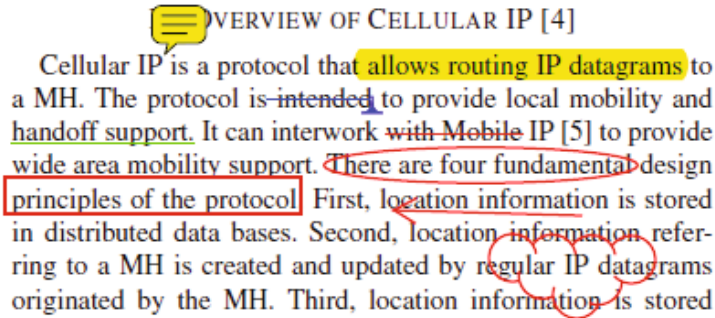 VERVIEW OF CELLULAR IP [4]
Cellular IP is a protocol that allows routing IP datagrams to
a MH. The protocol is intended to provide local mobility and
handoff support. It can interwork with Mobile IP [5] to provide
wide area mobility support. There are four fundamental design
principles of the protocol First, location information is stored
in distributed data bases. Second, location information refer-
ring to a MH is created and updated by regular IP datagrams
originated by the MH. Third, location information is stored